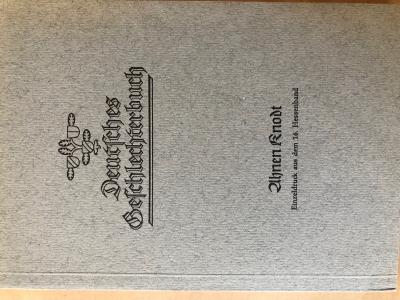 Deutsches
Geschlechterbuch
Ahnen Knodt
Einzeldruck aus dem 16. Hessenband